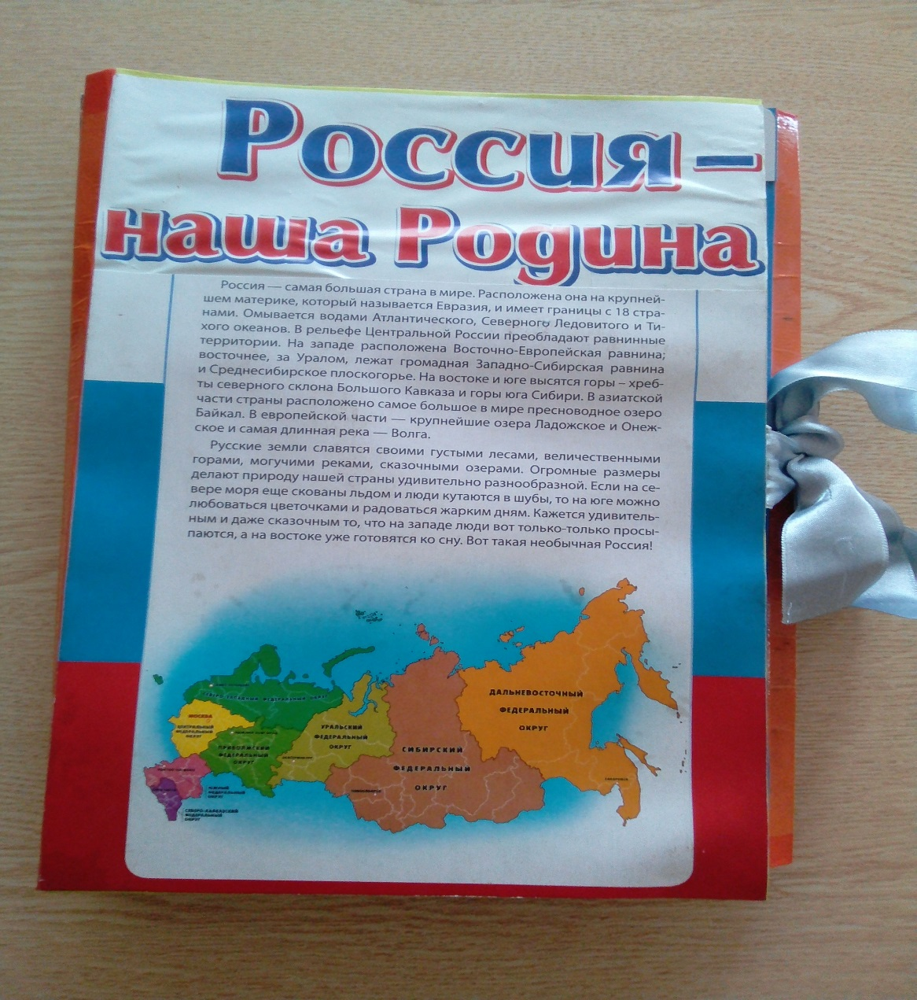 Россия –
наша Родина
Россия — самая большая страна в мире. Расположена она на крупней-
шем материке, который называется Евразия, и имеет границы с 18 стра-
нами. Омывается водами Атлантического, Северного Ледовитого и Ти-
хого океанов. В рельефе Центральной России преобладают равнинные
территории. На западе расположена Восточно-Европейская равнина;
восточнее, за Уралом, лежат громадная Западно-Сибирская равнина
и Среднесибирское плоскогорье. На востоке и юге высятся горы – хреб-
ты северного склона Большого Кавказа и горы юга Сибири. В азиатской
части страны расположено самое большое в мире пресноводное озеро
Байкал. В европейской части — крупнейшие озера Ладожское и Онеж-
ское и самая длинная река — Волга.
Русские земли славятся своими густыми лесами, величественными
горами, могучими реками, сказочными озерами. Огромные размеры
делают природу нашей страны удивительно разнообразной. Если на се-
вере моря еще скованы льдом и люди кутаются в шубы, то на юге можно
любоваться цветочками и радоваться жарким дням. Кажется удивитель-
ным и даже сказочным то, что на западе люди вот только-только просы-
паются, а на востоке уже готовятся ко сну. Вот такая необычная Россия!
ДАЛЬНЕВОСТОЧНЫЙ
ФЕДЕРАЛЬНЫЙ
ОКРУГ
СЕВЕРО-ЗАПАДНЫЙ ФЕДЕРАЛЬНЫЙ ОКРУГ
МОСКВА
ЦЕНТРАЛЬНЫЙ
ФЕДЕРАЛЬНЫЙ
ОКРУГ
УРАЛЬСКИЙ
ФЕДЕРАЛЬНЫЙ
ОКРУГ
ПРИВОЛЖСКИЙ
ФЕДЕРАЛЬНЫЙ
ОКРУГ
СИБИРСКИЙ
ФЕДЕРАЛЬНЫЙ
ОКРУГ
ЮЖНЫЙ
ФЕДЕРАЛЬНЫЙ
ОКРУГ
СЕВЕРО-КАВКАЗСКИЙ
ФЕДЕРАЛЬНЫЙ
ОКРУГ